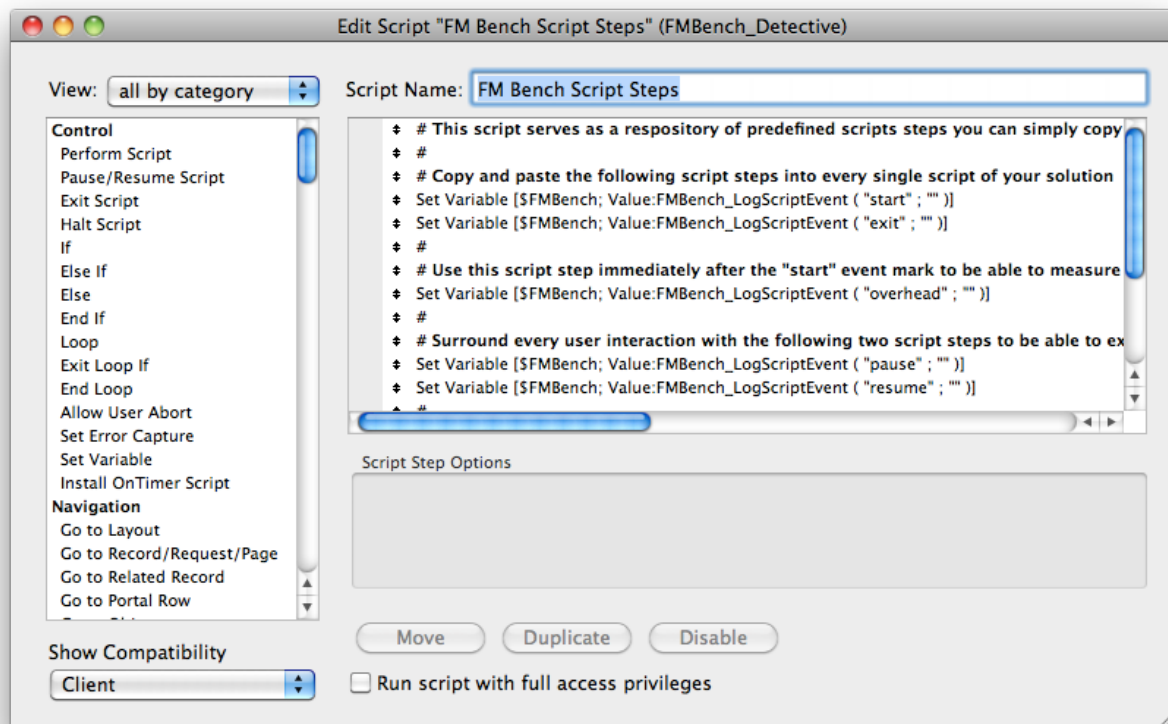 Edit Script "FM Bench Script Steps" (FMBench_Detective)
View: all by category
Script Name: FM Bench Script Steps
Control
Perform Script
Pause/Resume Script
Exit Script
Halt Script
If
Else If
Else
End If
Loop
Exit Loop If
End Loop
Allow User Abort
Set Error Capture
Set Variable
Install OnTimer Script
Navigation
Go to Layout
Go to Record/Request/Page
Go to Related Record
Go to Portal Row
# This script serves as a respository of predefined scripts steps you can simply copy
#
# Copy and paste the following script steps into every single script of your solution
Set Variable [$FMBench; Value:FMBench_LogScriptEvent ( "start" ; "" )]
Set Variable [$FMBench; Value:FMBench_LogScriptEvent ( "exit" ; "" )]
#
# Use this script step immediately after the "start" event mark to be able to measure
Set Variable [$FMBench; Value:FMBench_LogScriptEvent ( "overhead" ; "" )]
#
# Surround every user interaction with the following two script steps to be able to ex
Set Variable [$FMBench; Value:FMBench_LogScriptEvent ( "pause" ; "" )]
Set Variable [$FMBench; Value:FMBench_LogScriptEvent ( "resume" ; "" )]
#
Script Step Options
Move Duplicate Disable
Show Compatibility
Client
Run script with full access privileges